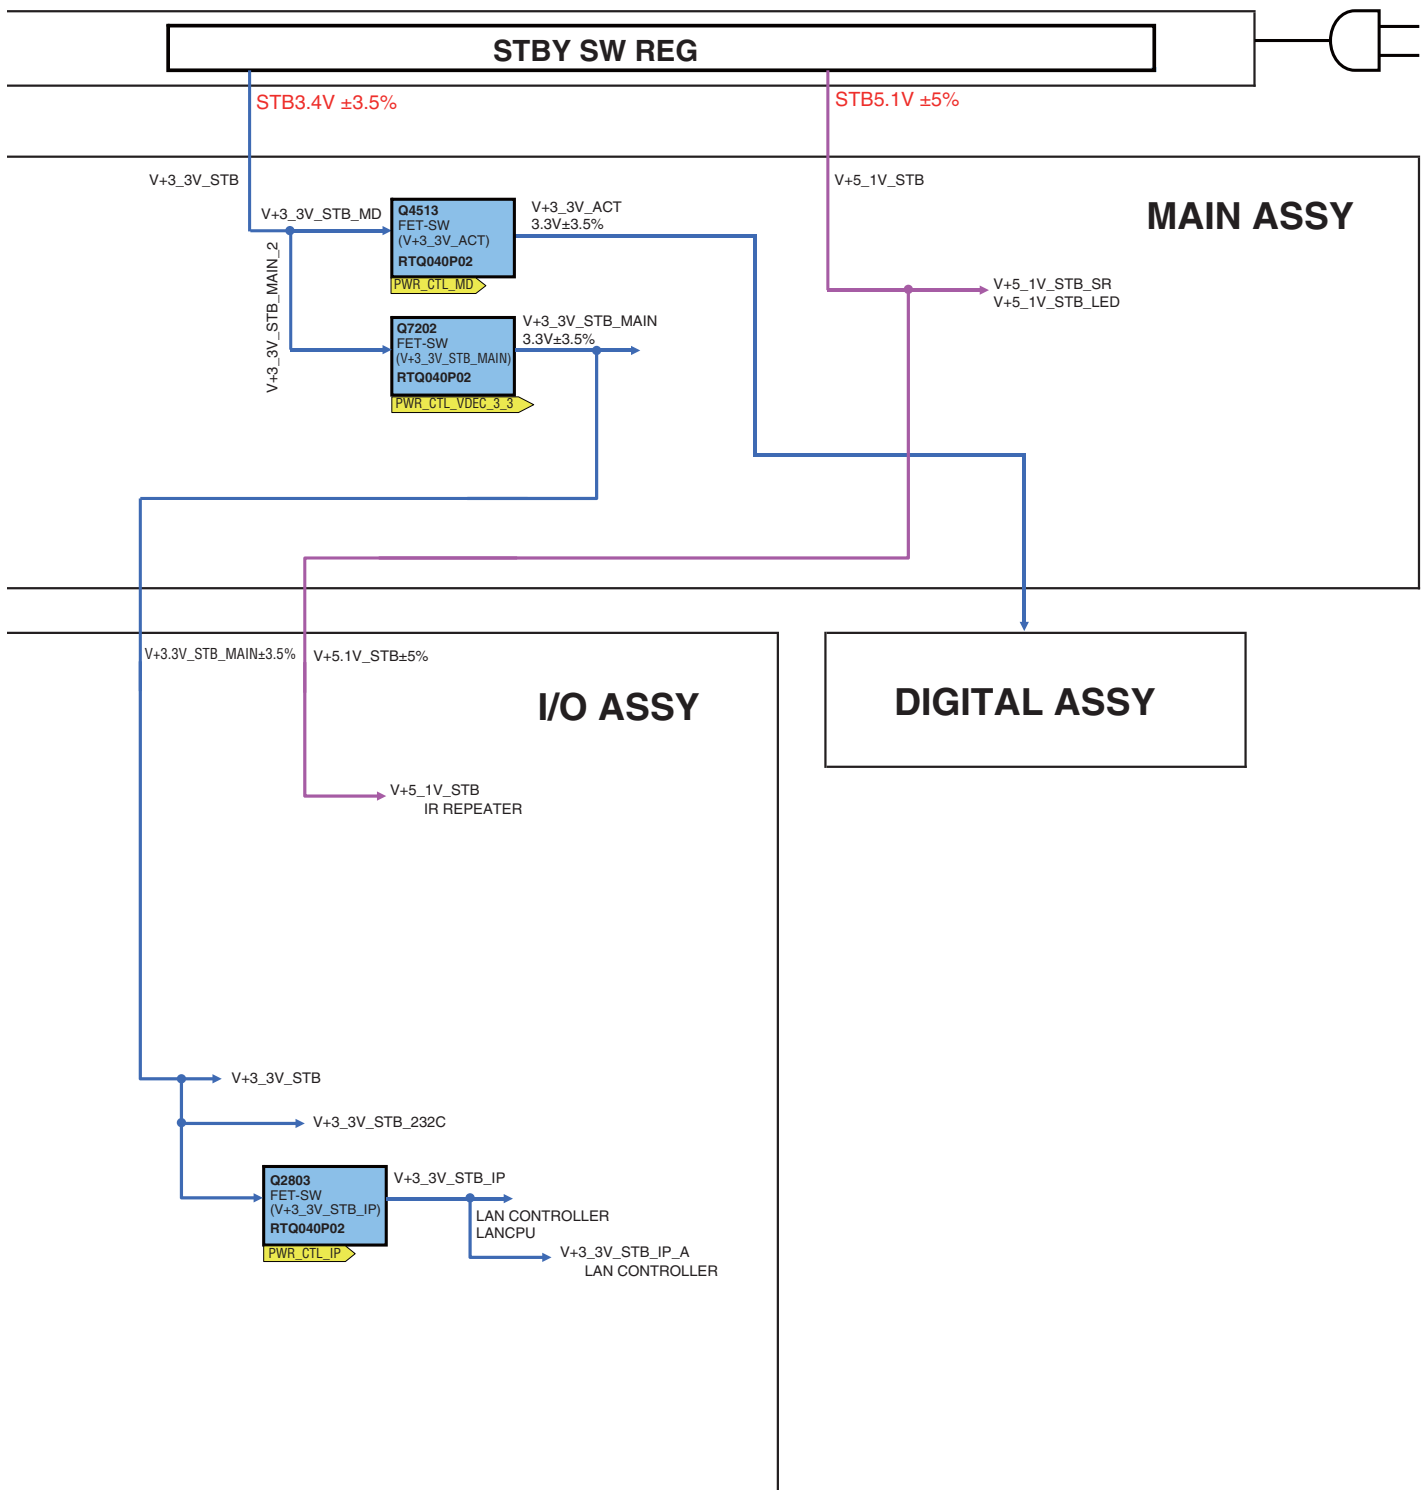 STBY SW REG
STB3.4V ±3.5%
STB5.1V ±5%
V+3_3V_STB
V+5_1V_STB
MAIN ASSY
V+3_3V_STB_MD
V+3_3V_STB_MAIN_2
Q4513
FET-SW
(V+3_3V_ACT)
RTQ040P02
PWR_CTL_MD
V+3_3V_ACT
3.3V±3.5%
Q7202
FET-SW
(V+3_3V_STB_MAIN)
RTQ040P02
PWR_CTL_VDEC_3_3
V+3_3V_STB_MAIN
3.3V±3.5%
V+5_1V_STB_SR
V+5_1V_STB_LED
V+3.3V_STB_MAIN±3.5%
V+5.1V_STB±5%
I/O ASSY
DIGITAL ASSY
V+5_1V_STB
IR REPEATER
V+3_3V_STB
V+3_3V_STB_232C
Q2803
FET-SW
(V+3_3V_STB_IP)
RTQ040P02
PWR_CTL_IP
V+3_3V_STB_IP
LAN CONTROLLER
LANCPU
V+3_3V_STB_IP_A
LAN CONTROLLER